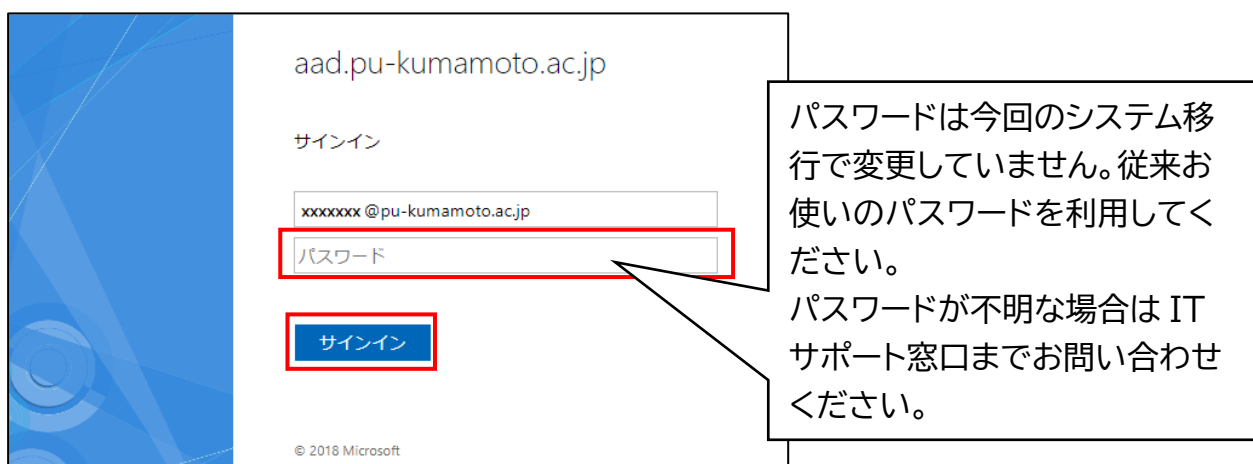 aad.pu-kumamoto.ac.jp
サインイン
xxxxxxx @pu-kumamoto.ac.jp
パスワード
サインイン
© 2018 Microsoft
パスワードは今回のシステム移
行で変更していません。従来お
使いのパスワードを利用してく
ださい。
パスワードが不明な場合は IT
サポート窓口までお問い合わせ
ください。